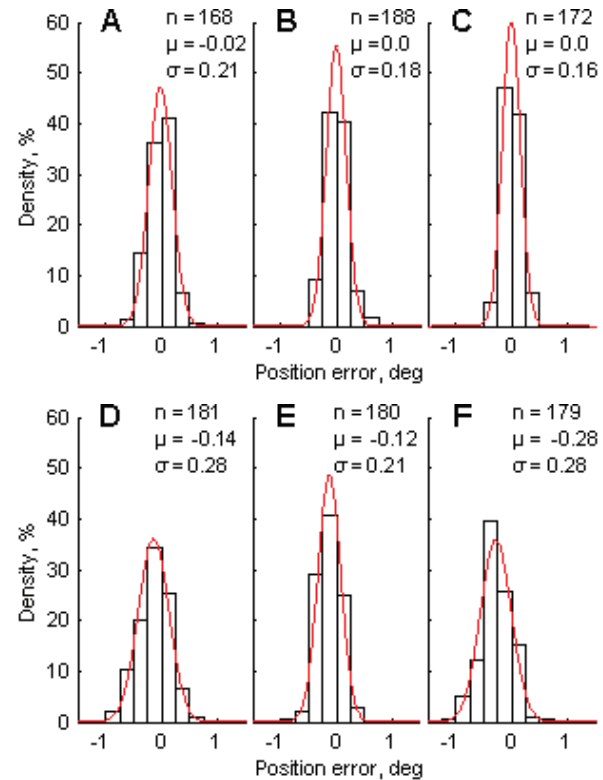 A
n = 168
μ = -0.02
σ = 0.21
B
n = 188
μ = 0.0
σ = 0.18
C
n = 172
μ = 0.0
σ = 0.16
Density, %
60
50
40
30
20
10
0
-1 0 1 -1 0 1 -1 0 1
Position error, deg
D
n = 181
μ = -0.14
σ = 0.28
E
n = 180
μ = -0.12
σ = 0.21
F
n = 179
μ = -0.28
σ = 0.28
Density, %
60
50
40
30
20
10
0
-1 0 1 -1 0 1 -1 0 1
Position error, deg